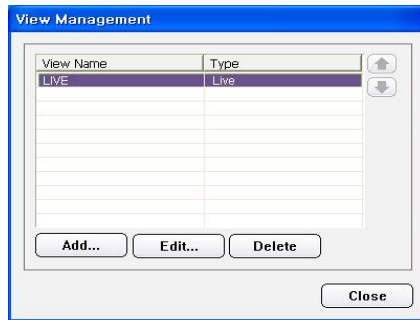 View Management
View Name Type
LIVE Live
Add... Edit... Delete
Close